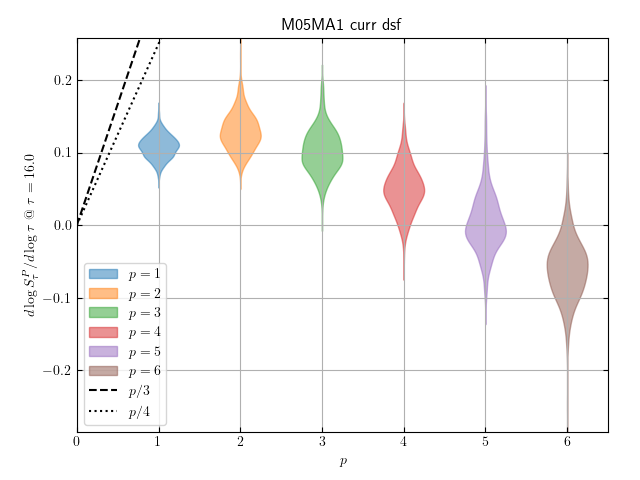 M05MA1 curr dsf
0.2
0.1
0.0
−0.1
−0.2
d log S_τ^P / d log τ @ τ = 16.0
p = 1
p = 2
p = 3
p = 4
p = 5
p = 6
p/3
p/4
0 1 2 3 4 5 6
p